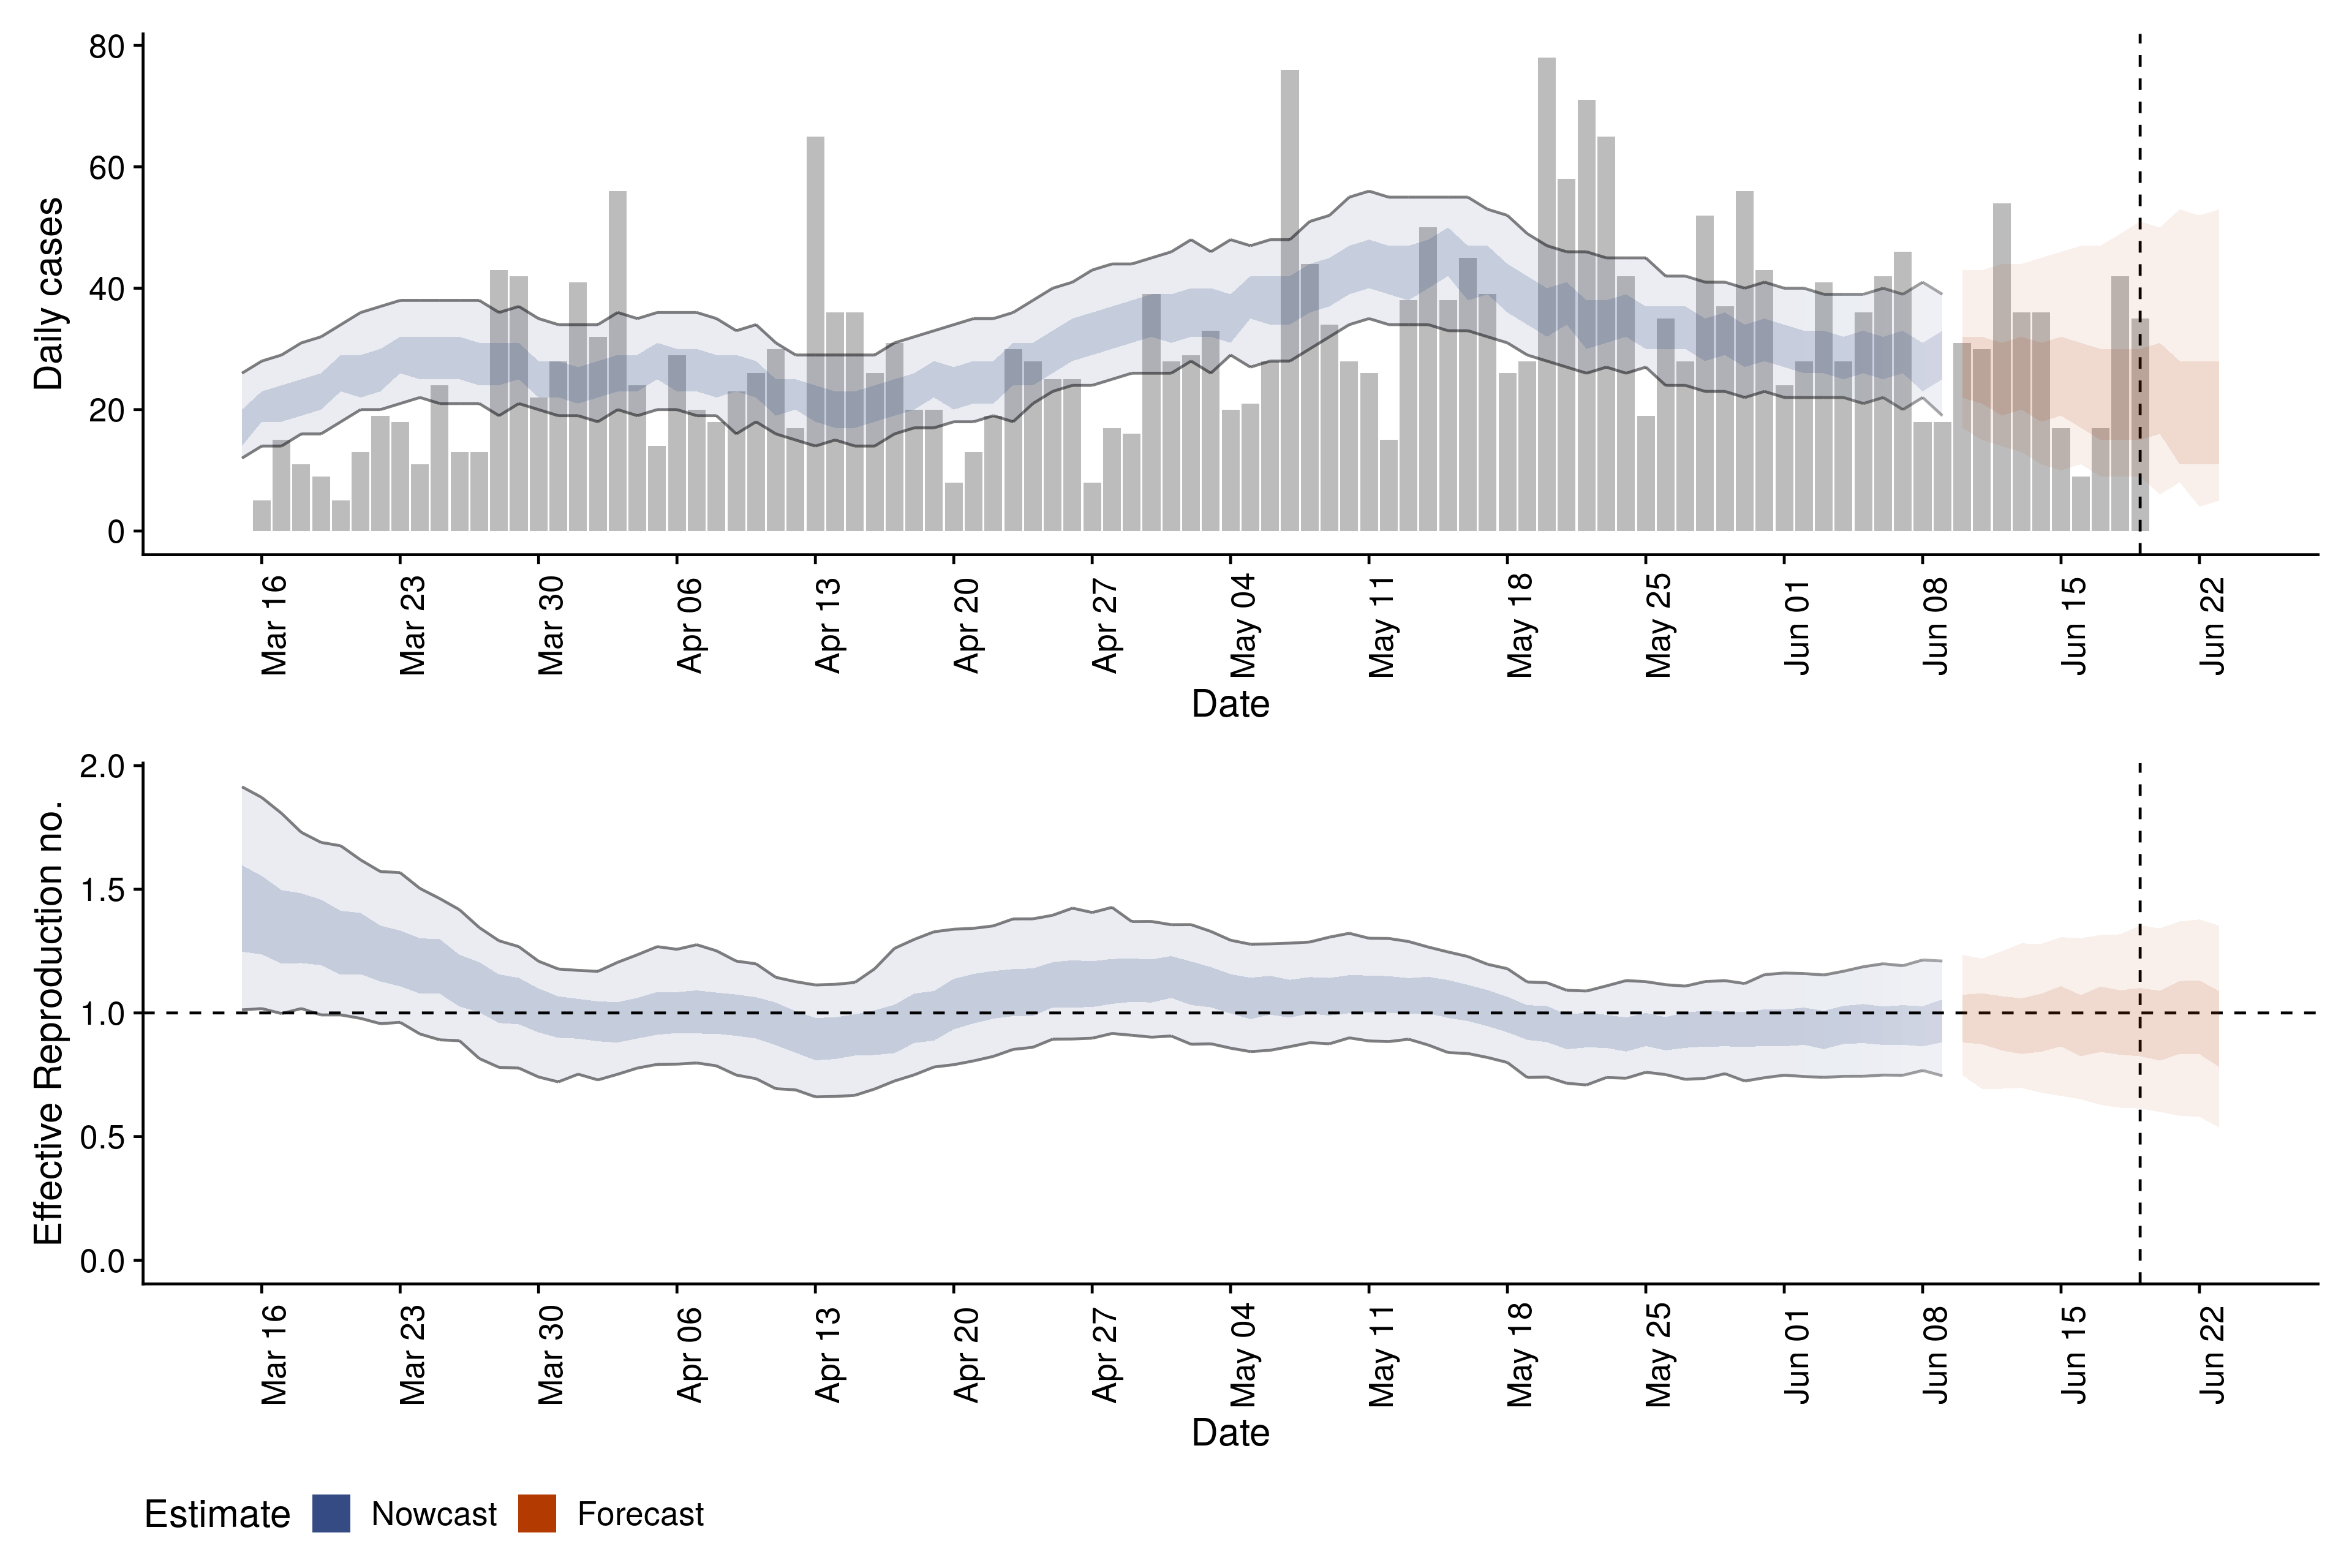 Daily cases
80
60
40
20
0
Mar 16
Mar 23
Mar 30
Apr 06
Apr 13
Apr 20
Apr 27
May 04
May 11
May 18
May 25
Jun 01
Jun 08
Jun 15
Jun 22
Date
Effective Reproduction no.
2.0
1.5
1.0
0.5
0.0
Mar 16
Mar 23
Mar 30
Apr 06
Apr 13
Apr 20
Apr 27
May 04
May 11
May 18
May 25
Jun 01
Jun 08
Jun 15
Jun 22
Date
Estimate Nowcast Forecast